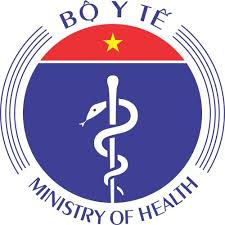 BỘ Y TẾ
MINISTRY OF HEALTH